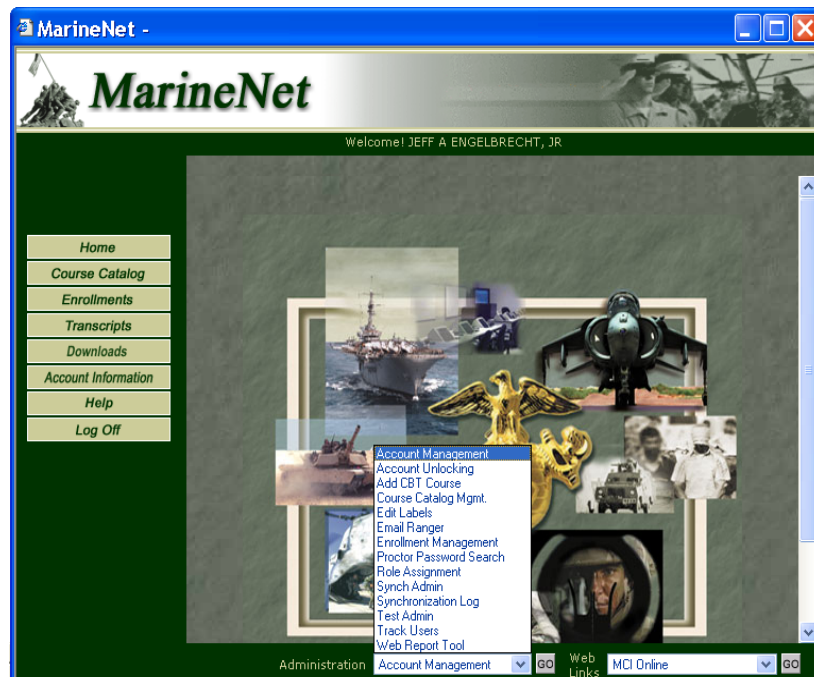 MarineNet -
MarineNet
Welcome! JEFF A ENGELBRECHT, JR
Home
Course Catalog
Enrollments
Transcripts
Downloads
Account Information
Help
Log Off
Account Management
Account Unlocking
Add CBT Course
Course Catalog Mgmt.
Edit Labels
Email Ranger
Enrollment Management
Proctor Password Search
Role Assignment
Synch Admin
Synchronization Log
Test Admin
Track Users
Web Report Tool
Administration Account Management GO Web Links MCI Online GO